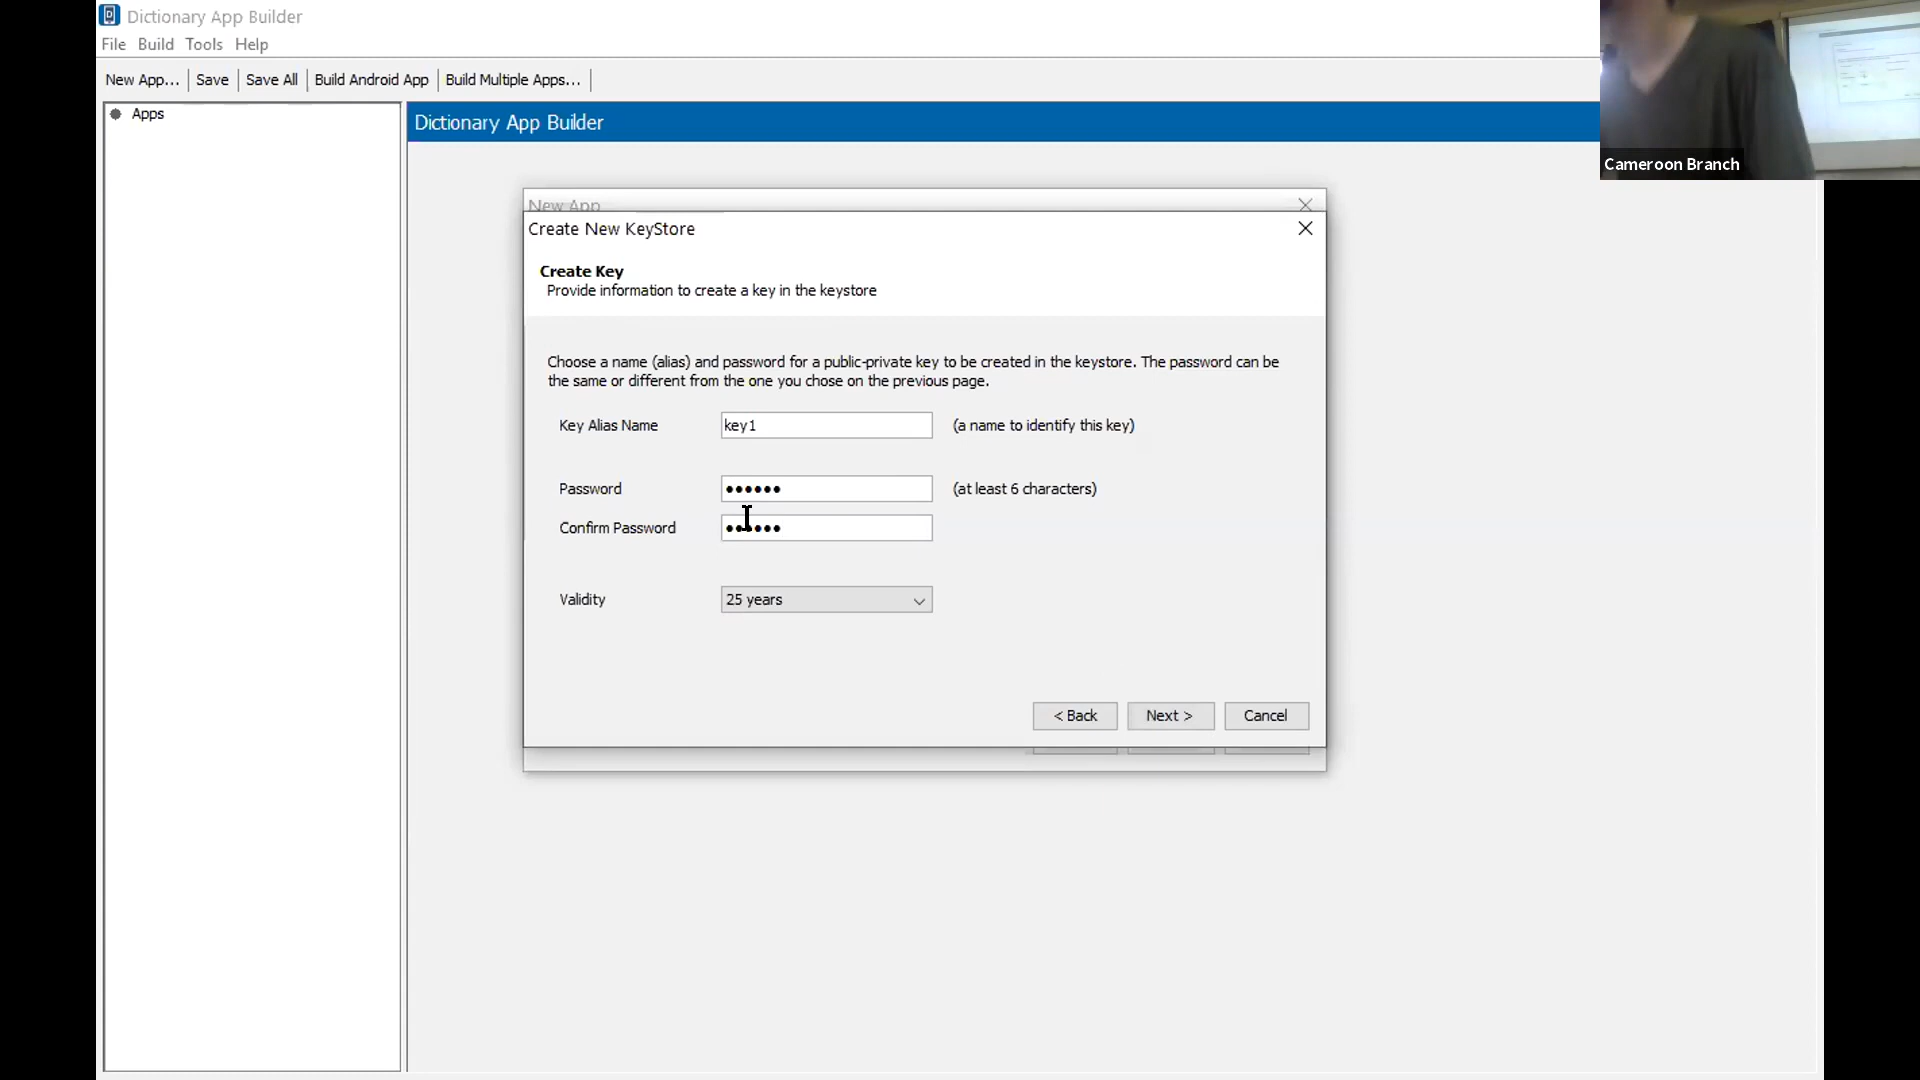 Dictionary App Builder
File Build Tools Help
New App... Save Save All Build Android App Build Multiple Apps...
Apps
Dictionary App Builder
Cameroon Branch
New App
Create New KeyStore
Create Key
Provide information to create a key in the keystore
Choose a name (alias) and password for a public-private key to be created in the keystore. The password can be
the same or different from the one you chose on the previous page.
Key Alias Name key1 (a name to identify this key)
Password •••••• (at least 6 characters)
Confirm Password ••••••
Validity 25 years
< Back Next > Cancel